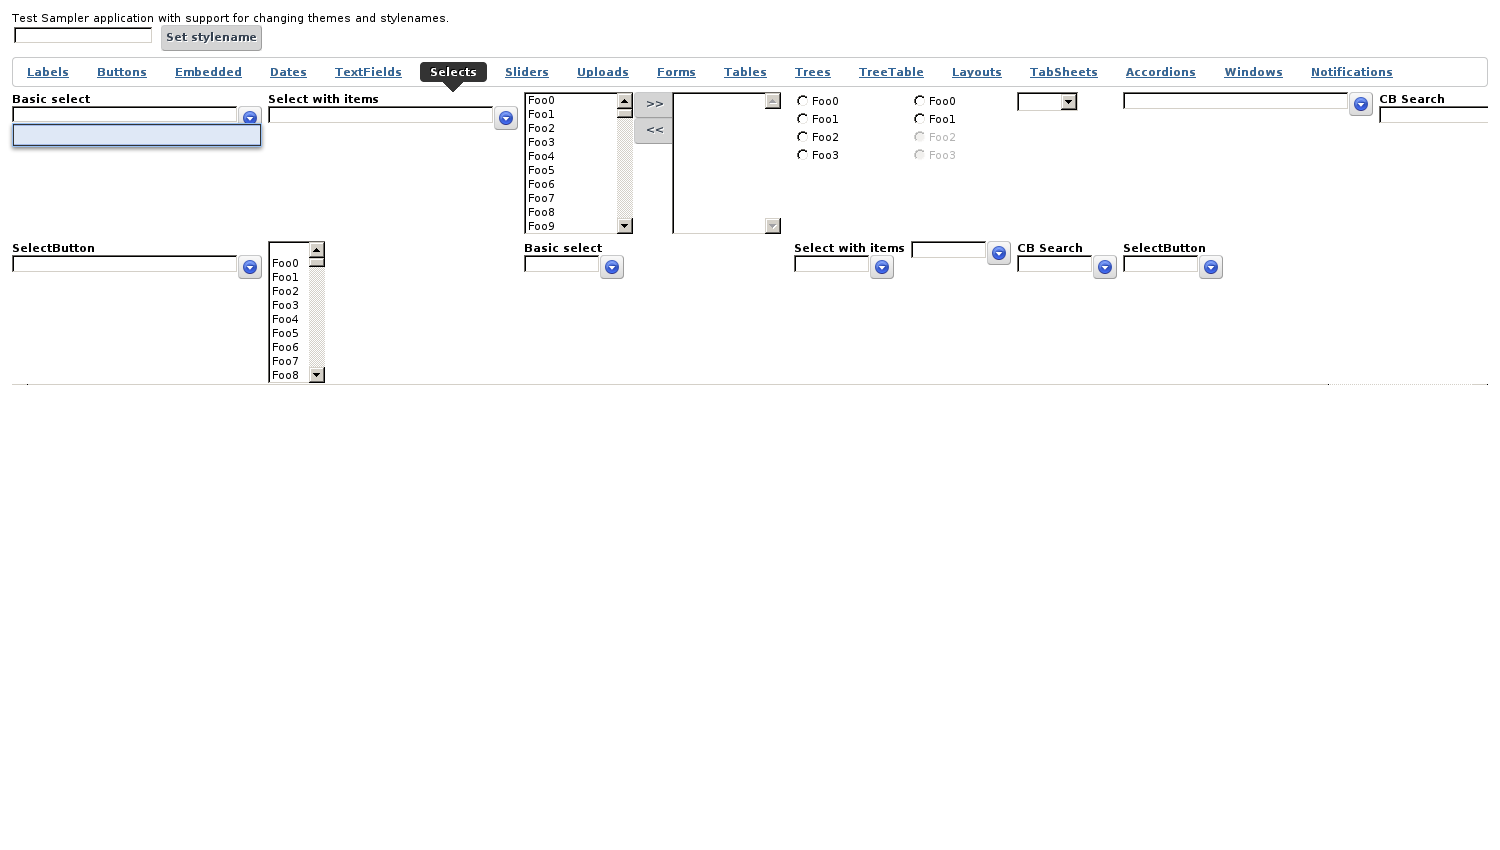 Test Sampler application with support for changing themes and stylenames.
Set stylename
Labels Buttons Embedded Dates TextFields Selects Sliders Uploads Forms Tables Trees TreeTable Layouts TabSheets Accordions Windows Notifications
Basic select
Select with items
Foo0
Foo1
Foo2
Foo3
Foo4
Foo5
Foo6
Foo7
Foo8
Foo9
>>
<<
Foo0
Foo1
Foo2
Foo3
Foo0
Foo1
Foo2
Foo3
CB Search
SelectButton
Foo0
Foo1
Foo2
Foo3
Foo4
Foo5
Foo6
Foo7
Foo8
Basic select
Select with items
CB Search
SelectButton